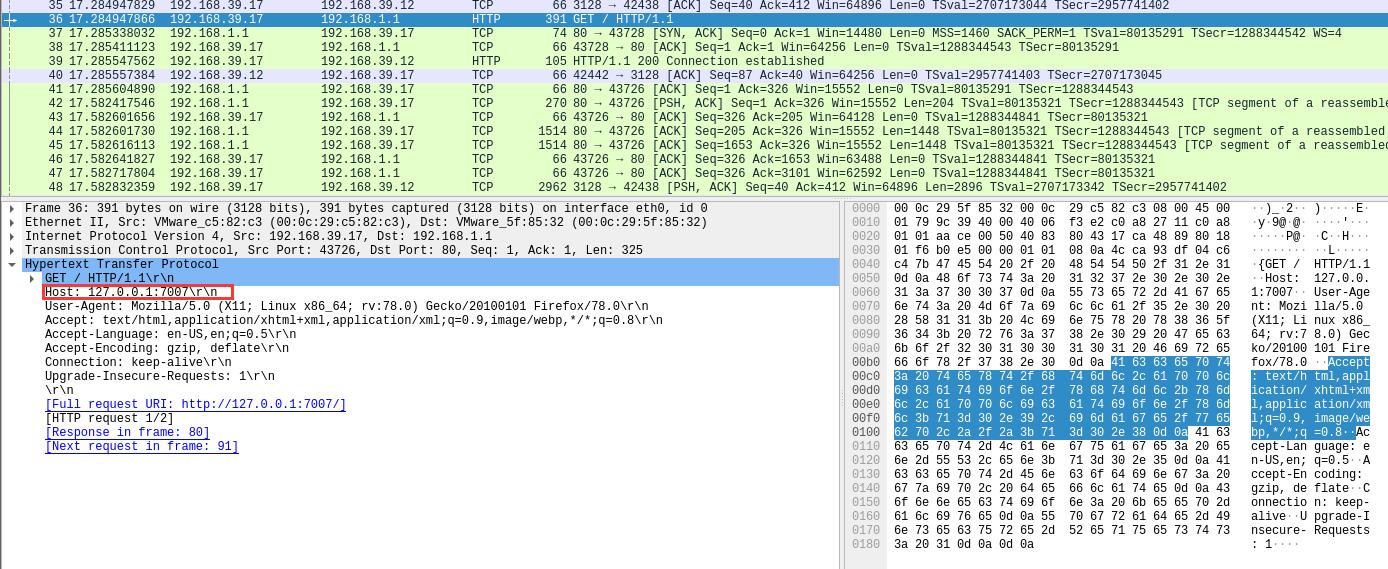 35 17.284947829 192.168.39.17 192.168.39.12 TCP 66 3128 → 42438 [ACK] Seq=40 Ack=412 Win=64896 Len=0 TSval=2707173044 TSecr=2957741402
36 17.284947866 192.168.39.17 192.168.1.1 HTTP 391 GET / HTTP/1.1
37 17.285338032 192.168.1.1 192.168.39.17 TCP 74 80 → 43728 [SYN, ACK] Seq=0 Ack=1 Win=14480 Len=0 MSS=1460 SACK_PERM=1 TSval=80135291 TSecr=1288344542 WS=4
38 17.285411123 192.168.39.17 192.168.1.1 TCP 66 43728 → 80 [ACK] Seq=1 Ack=1 Win=64256 Len=0 TSval=1288344543 TSecr=80135291
39 17.285547562 192.168.39.17 192.168.39.12 HTTP 105 HTTP/1.1 200 Connection established
40 17.285557384 192.168.39.12 192.168.39.17 TCP 66 42442 → 3128 [ACK] Seq=87 Ack=40 Win=64256 Len=0 TSval=2957741403 TSecr=2707173045
41 17.285604890 192.168.1.1 192.168.39.17 TCP 66 80 → 43726 [ACK] Seq=1 Ack=326 Win=15552 Len=0 TSval=80135291 TSecr=1288344543
42 17.582417546 192.168.1.1 192.168.39.17 TCP 270 80 → 43726 [PSH, ACK] Seq=1 Ack=326 Win=15552 Len=204 TSval=80135321 TSecr=1288344543 [TCP segment of a reassemble
43 17.582601656 192.168.39.17 192.168.1.1 TCP 66 43726 → 80 [ACK] Seq=326 Ack=205 Win=64128 Len=0 TSval=1288344841 TSecr=80135321
44 17.582601730 192.168.1.1 192.168.39.17 TCP 1514 80 → 43726 [ACK] Seq=205 Ack=326 Win=15552 Len=1448 TSval=80135321 TSecr=1288344543 [TCP segment of a reassembled
45 17.582616113 192.168.1.1 192.168.39.17 TCP 1514 80 → 43726 [ACK] Seq=1653 Ack=326 Win=15552 Len=1448 TSval=80135321 TSecr=1288344543 [TCP segment of a reassemble
46 17.582641827 192.168.39.17 192.168.1.1 TCP 66 43726 → 80 [ACK] Seq=326 Ack=1653 Win=63488 Len=0 TSval=1288344841 TSecr=80135321
47 17.582717804 192.168.39.17 192.168.1.1 TCP 66 43726 → 80 [ACK] Seq=326 Ack=3101 Win=62592 Len=0 TSval=1288344841 TSecr=80135321
48 17.582832359 192.168.39.17 192.168.39.12 TCP 2962 3128 → 42438 [PSH, ACK] Seq=40 Ack=412 Win=64896 Len=2896 TSval=2707173342 TSecr=2957741402
Frame 36: 391 bytes on wire (3128 bits), 391 bytes captured (3128 bits) on interface eth0, id 0
Ethernet II, Src: VMware_c5:82:c3 (00:0c:29:c5:82:c3), Dst: VMware_5f:85:32 (00:0c:29:5f:85:32)
Internet Protocol Version 4, Src: 192.168.39.17, Dst: 192.168.1.1
Transmission Control Protocol, Src Port: 43726, Dst Port: 80, Seq: 1, Ack: 1, Len: 325
Hypertext Transfer Protocol
GET / HTTP/1.1\r\n
Host: 127.0.0.1:7007\r\n
User-Agent: Mozilla/5.0 (X11; Linux x86_64; rv:78.0) Gecko/20100101 Firefox/78.0\r\n
Accept: text/html,application/xhtml+xml,application/xml;q=0.9,image/webp,*/*;q=0.8\r\n
Accept-Language: en-US,en;q=0.5\r\n
Accept-Encoding: gzip, deflate\r\n
Connection: keep-alive\r\n
Upgrade-Insecure-Requests: 1\r\n
\r\n
[Full request URI: http://127.0.0.1:7007/]
[HTTP request 1/2]
[Response in frame: 80]
[Next request in frame: 91]
0000 00 0c 29 5f 85 32 00 0c 29 c5 82 c3 08 00 45 00 ··)_·2·· )·····E·
0010 01 79 9c 39 40 00 40 06 f3 e2 c0 a8 27 11 c0 a8 ·y·9@·@· ····'···
0020 01 01 aa ce 00 50 40 83 80 43 17 ca 48 89 80 18 ·····P@· ·C··H···
0030 01 f6 b0 e5 00 00 01 01 08 0a 4c ca 93 df 04 c6 ········ ··L·····
0040 c4 7b 47 45 54 20 2f 20 48 54 54 50 2f 31 2e 31 ·{GET / HTTP/1.1
0050 0d 0a 48 6f 73 74 3a 20 31 32 37 2e 30 2e 30 2e ··Host: 127.0.0.
0060 31 3a 37 30 30 37 0d 0a 55 73 65 72 2d 41 67 65 1:7007·· User-Age
0070 6e 74 3a 20 4d 6f 7a 69 6c 6c 61 2f 35 2e 30 20 nt: Mozi lla/5.0
0080 28 58 31 31 3b 20 4c 69 6e 75 78 20 78 38 36 5f (X11; Li nux x86_
0090 36 34 3b 20 72 76 3a 37 38 2e 30 29 20 47 65 63 64; rv:7 8.0) Gec
00a0 6b 6f 2f 32 30 31 30 30 31 30 31 20 46 69 72 65 ko/20100 101 Fire
00b0 66 6f 78 2f 37 38 2e 30 0d 0a 41 63 63 65 70 74 fox/78.0 ··Accept
00c0 3a 20 74 65 78 74 2f 68 74 6d 6c 2c 61 70 70 6c : text/h tml,appl
00d0 69 63 61 74 69 6f 6e 2f 78 68 74 6d 6c 2b 78 6d ication/ xhtml+xm
00e0 6c 2c 61 70 70 6c 69 63 61 74 69 6f 6e 2f 78 6d l,applic ation/xm
00f0 6c 3b 71 3d 30 2e 39 2c 69 6d 61 67 65 2f 77 65 l;q=0.9, image/we
0100 62 70 2c 2a 2f 2a 3b 71 3d 30 2e 38 0d 0a 41 63 bp,*/*;q =0.8··Ac
0110 63 65 70 74 2d 4c 61 6e 67 75 61 67 65 3a 20 65 cept-Lan guage: e
0120 6e 2d 55 53 2c 65 6e 3b 71 3d 30 2e 35 0d 0a 41 n-US,en; q=0.5··A
0130 63 63 65 70 74 2d 45 6e 63 6f 64 69 6e 67 3a 20 ccept-En coding:
0140 67 7a 69 70 2c 20 64 65 66 6c 61 74 65 0d 0a 43 gzip, de flate··C
0150 6f 6e 6e 65 63 74 69 6f 6e 3a 20 6b 65 65 70 2d onnectio n: keep-
0160 61 6c 69 76 65 0d 0a 55 70 67 72 61 64 65 2d 49 alive··U pgrade-I
0170 6e 73 65 63 75 72 65 2d 52 65 71 75 65 73 74 73 nsecure- Requests
0180 3a 20 31 0d 0a 0d 0a : 1····